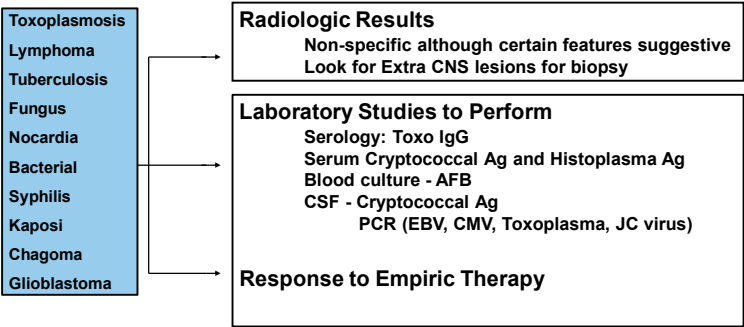 Toxoplasmosis
Lymphoma
Tuberculosis
Fungus
Nocardia
Bacterial
Syphilis
Kaposi
Chagoma
Glioblastoma
Radiologic Results
Non-specific although certain features suggestive
Look for Extra CNS lesions for biopsy
Laboratory Studies to Perform
Serology: Toxo IgG
Serum Cryptococcal Ag and Histoplasma Ag
Blood culture - AFB
CSF - Cryptococcal Ag
PCR (EBV, CMV, Toxoplasma, JC virus)
Response to Empiric Therapy